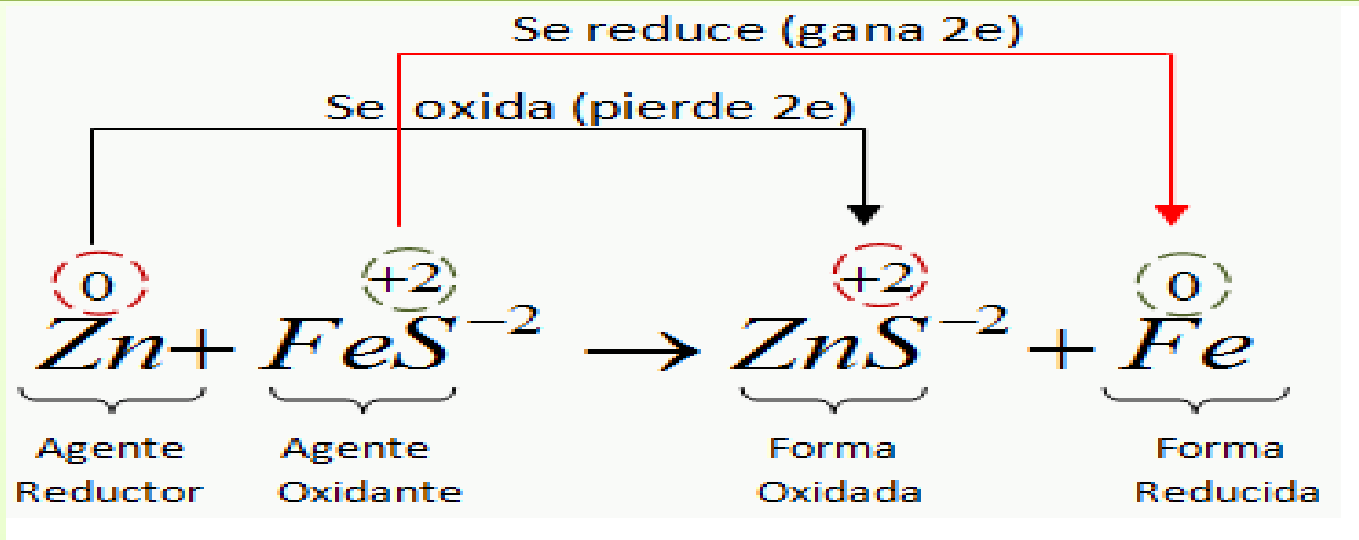 Se reduce (gana 2e)
Se oxida (pierde 2e)
0 +2 +2 0
Zn + FeS⁻² → ZnS⁻² + Fe
Agente Agente Forma Forma
Reductor Oxidante Oxidada Reducida